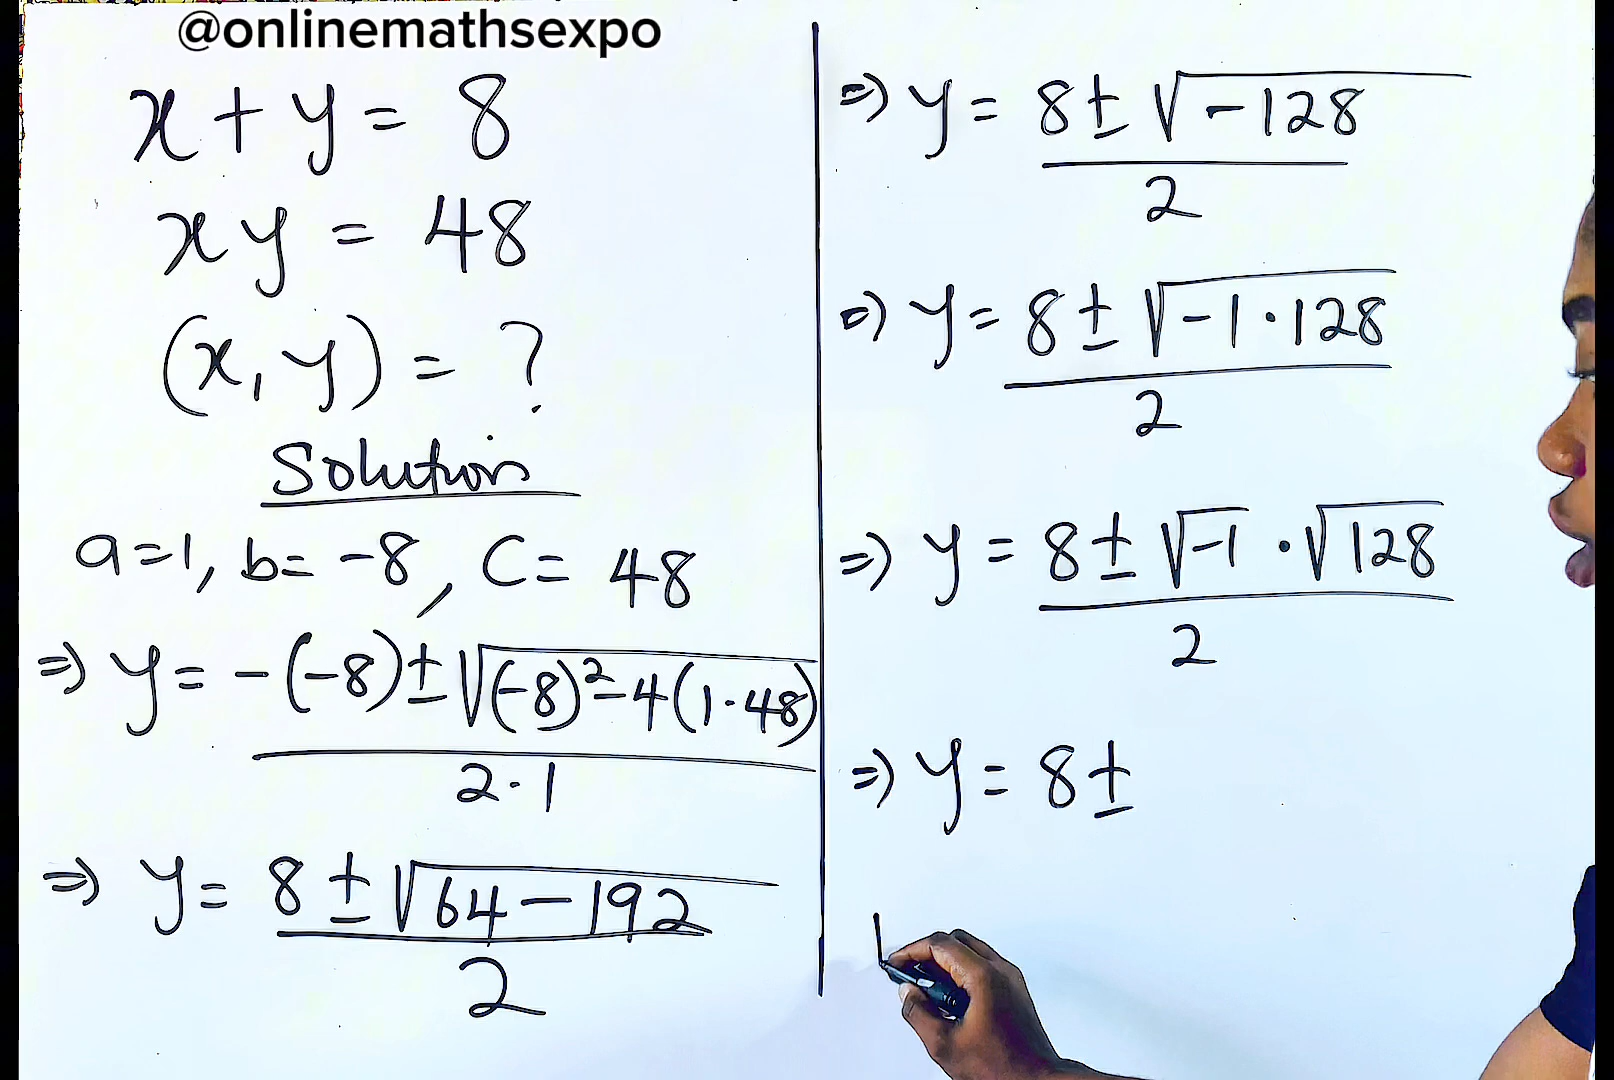 @onlinemathsexpo
x + y = 8
xy = 48
(x, y) = ?
Solution
a=1, b= -8, C= 48
⇒ y = -(-8) ± √((-8)² - 4(1·48)) / 2·1
⇒ y = 8 ± √(64 - 192) / 2
⇒ y = 8 ± √(-128) / 2
⇒ y = 8 ± √(-1·128) / 2
⇒ y = 8 ± √-1 · √128 / 2
⇒ y = 8 ±